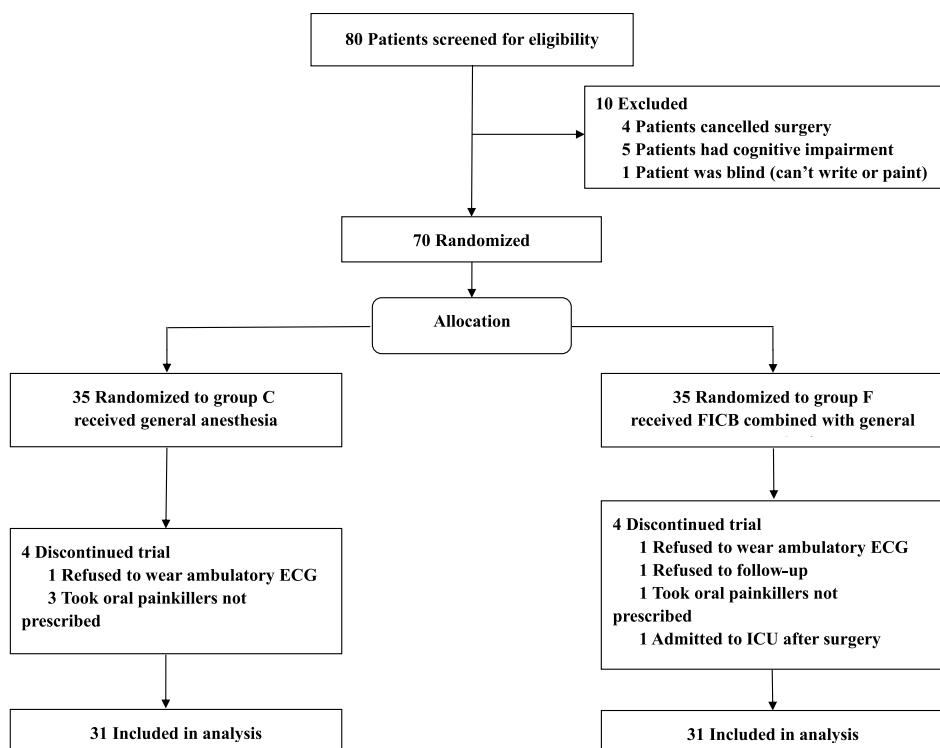 80 Patients screened for eligibility
10 Excluded
4 Patients cancelled surgery
5 Patients had cognitive impairment
1 Patient was blind (can’t write or paint)
70 Randomized
Allocation
35 Randomized to group C
received general anesthesia
35 Randomized to group F
received FICB combined with general
4 Discontinued trial
1 Refused to wear ambulatory ECG
3 Took oral painkillers not
prescribed
4 Discontinued trial
1 Refused to wear ambulatory ECG
1 Refused to follow-up
1 Took oral painkillers not
prescribed
1 Admitted to ICU after surgery
31 Included in analysis
31 Included in analysis